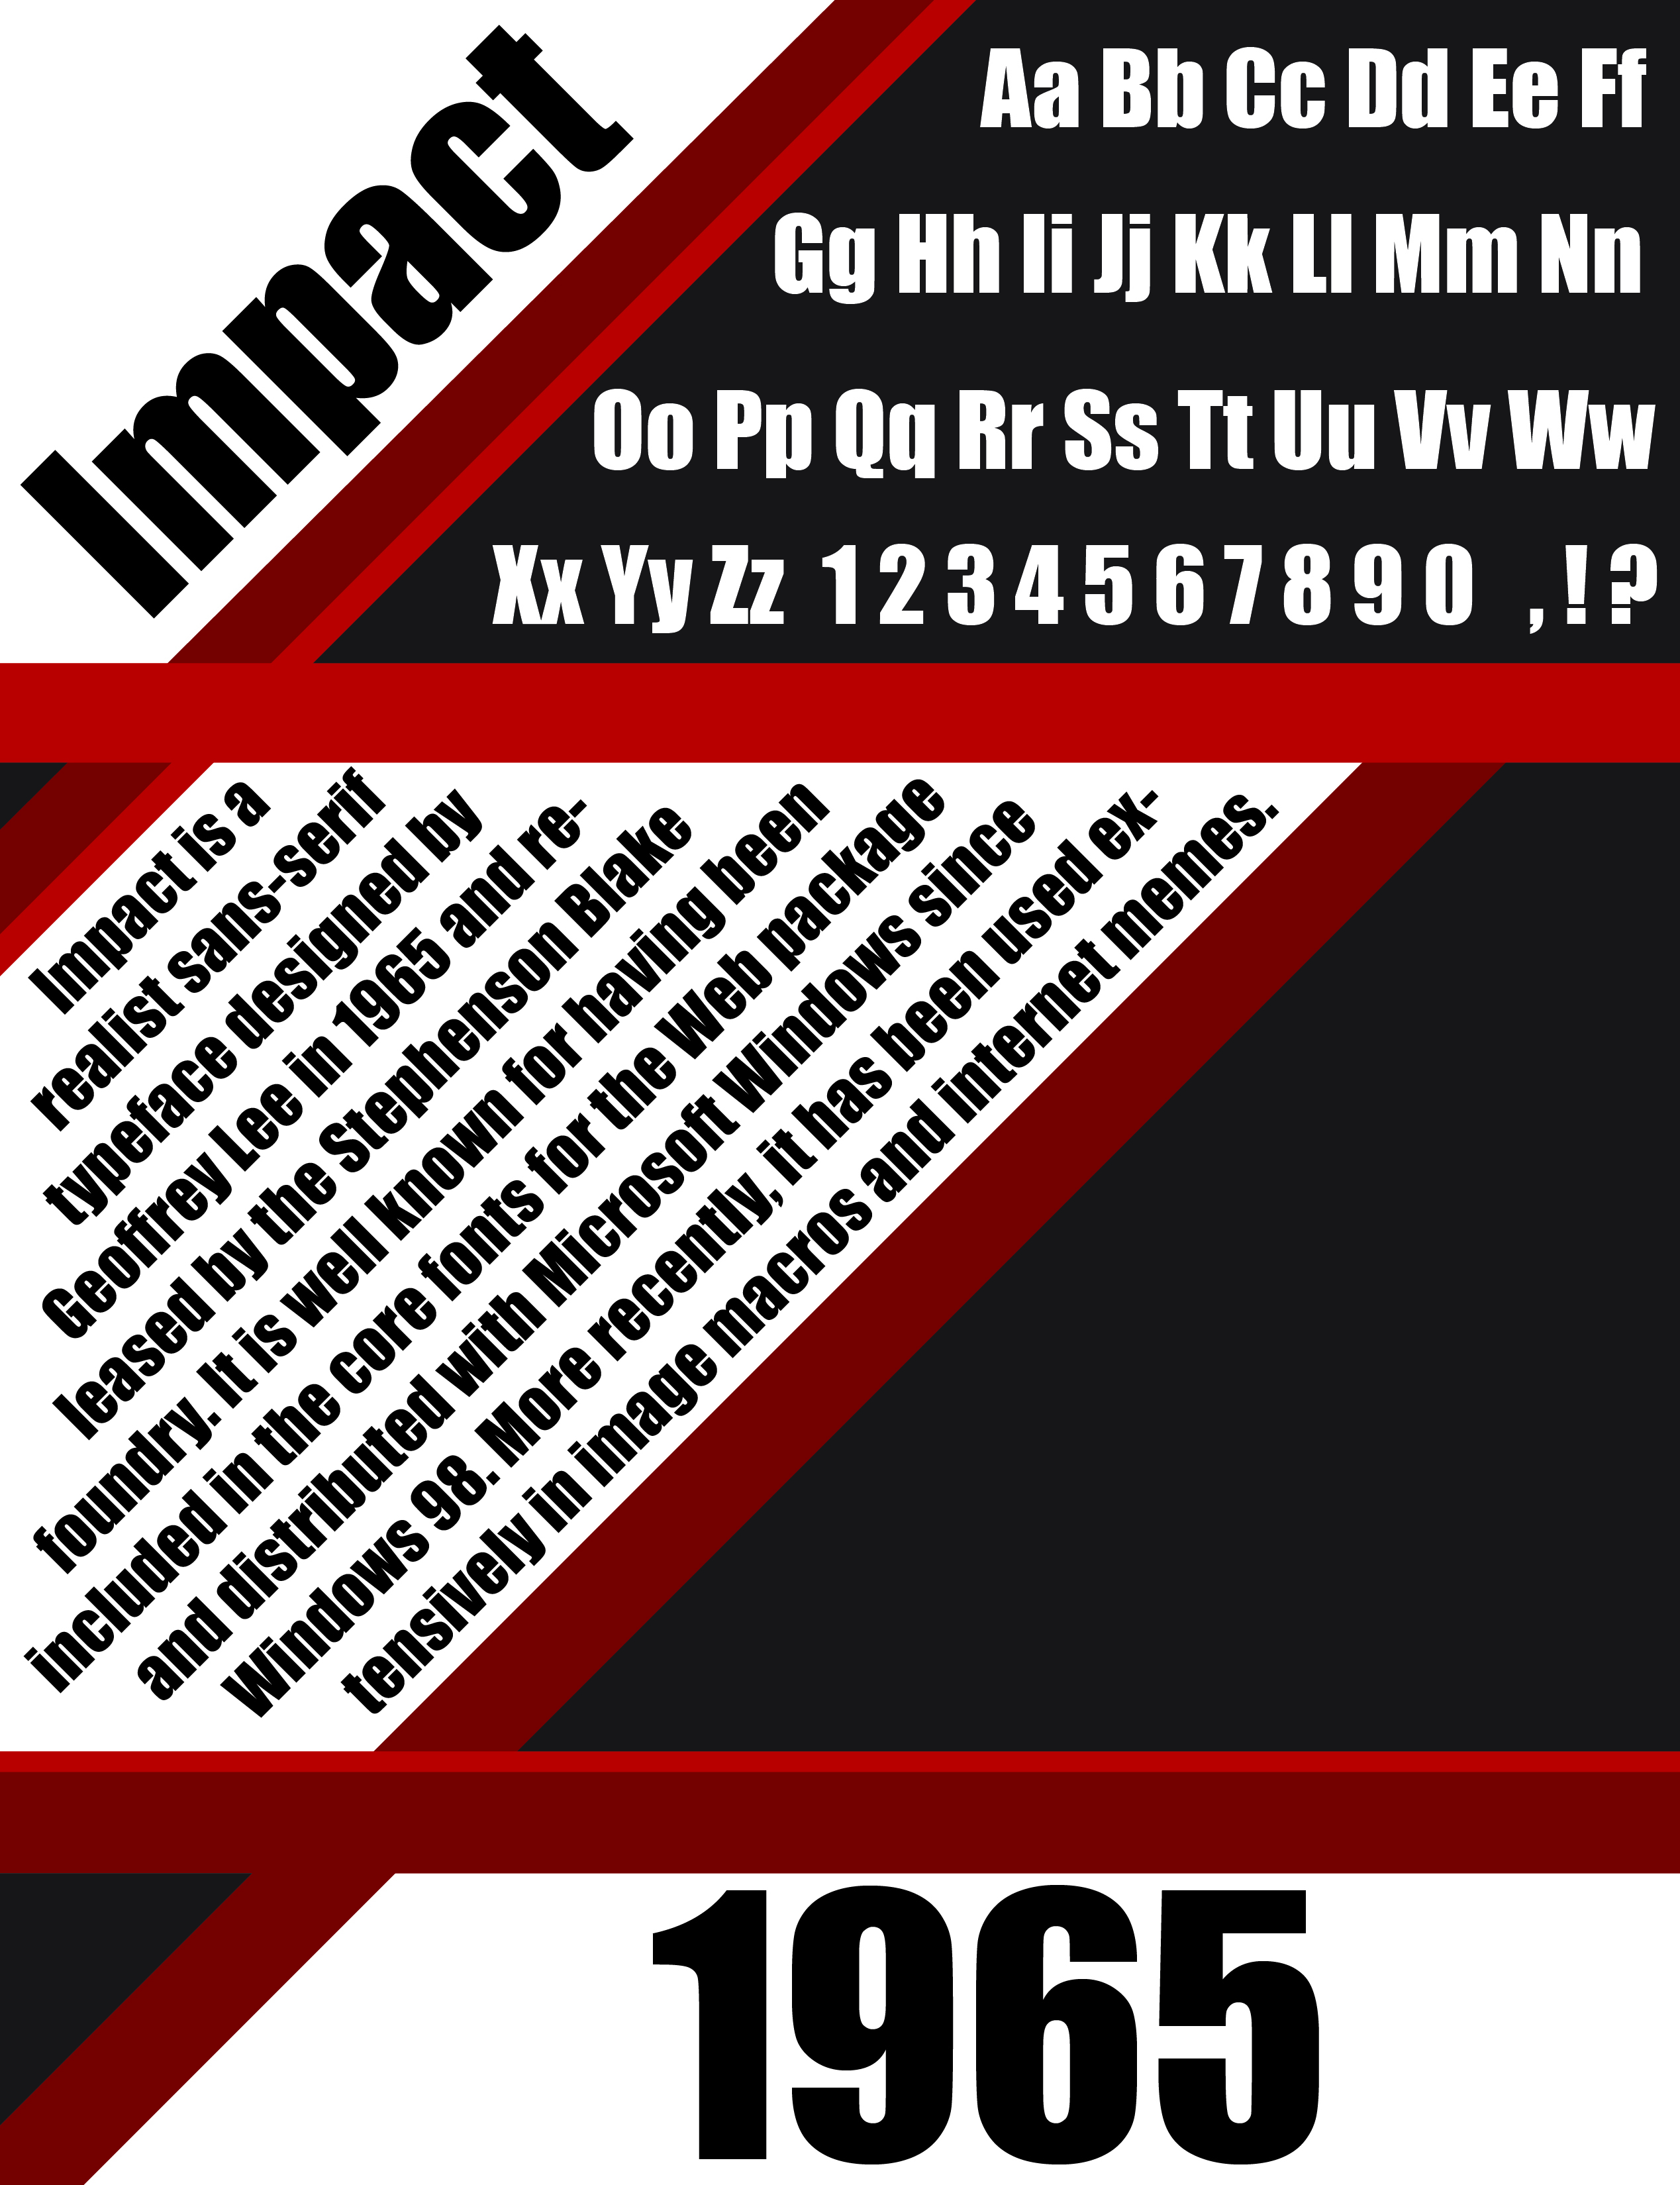 Impact
Aa Bb Cc Dd Ee Ff
Gg Hh Ii Jj Kk Ll Mm Nn
Oo Pp Qq Rr Ss Tt Uu Vv Ww
Xx Yy Zz 1 2 3 4 5 6 7 8 9 0 , ! ?
Impact is a
realist sans-serif
typeface designed by
Geoffrey Lee in 1965 and re-
leased by the Stephenson Blake
foundry. It is well known for having been
included in the core fonts for the Web package
and distributed with Microsoft Windows since
Windows 98. More recently, it has been used ex-
tensively in image macros and internet memes.
1965